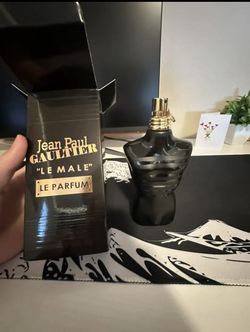 Jean Paul
GAULTIER
"LE MALE"
LE PARFUM